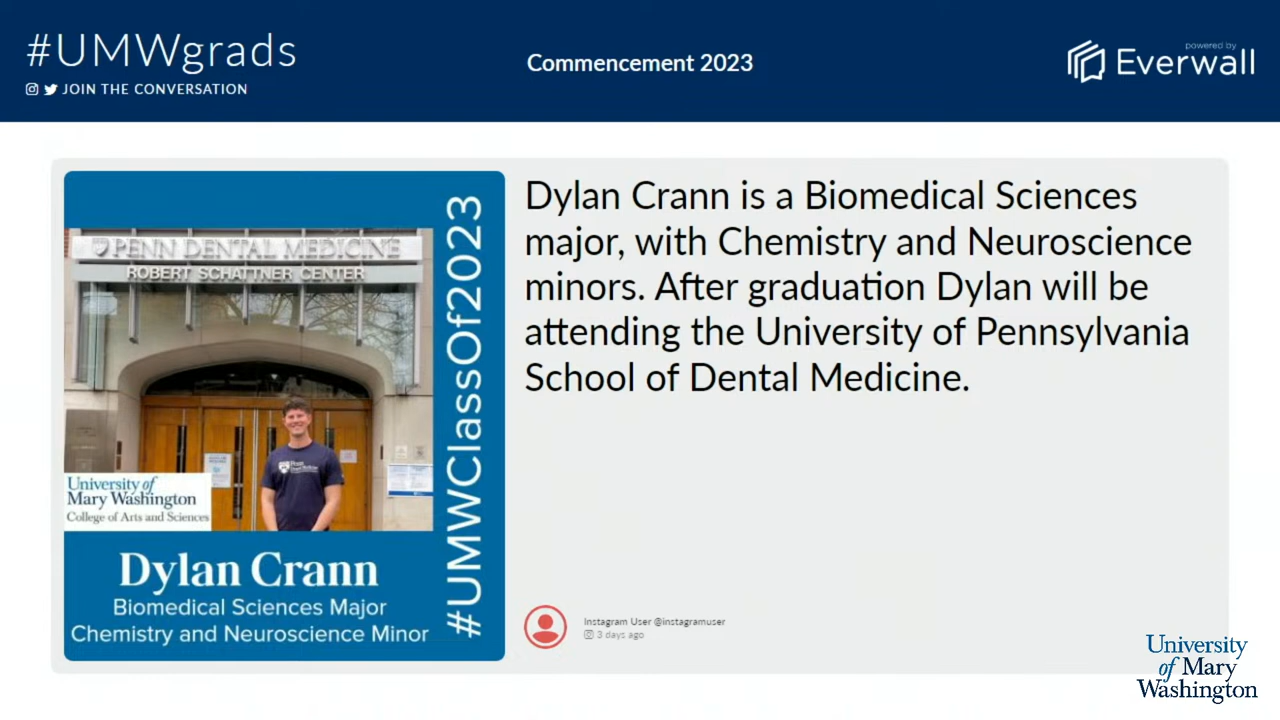 #UMWgrads
JOIN THE CONVERSATION
Commencement 2023
powered by
Everwall
PENN DENTAL MEDICINE
ROBERT SCHATTNER CENTER
University of
Mary Washington
College of Arts and Sciences
#UMWClassOf2023
Dylan Crann
Biomedical Sciences Major
Chemistry and Neuroscience Minor
Dylan Crann is a Biomedical Sciences
major, with Chemistry and Neuroscience
minors. After graduation Dylan will be
attending the University of Pennsylvania
School of Dental Medicine.
Instagram User @instagramuser
3 days ago
University
of Mary
Washington